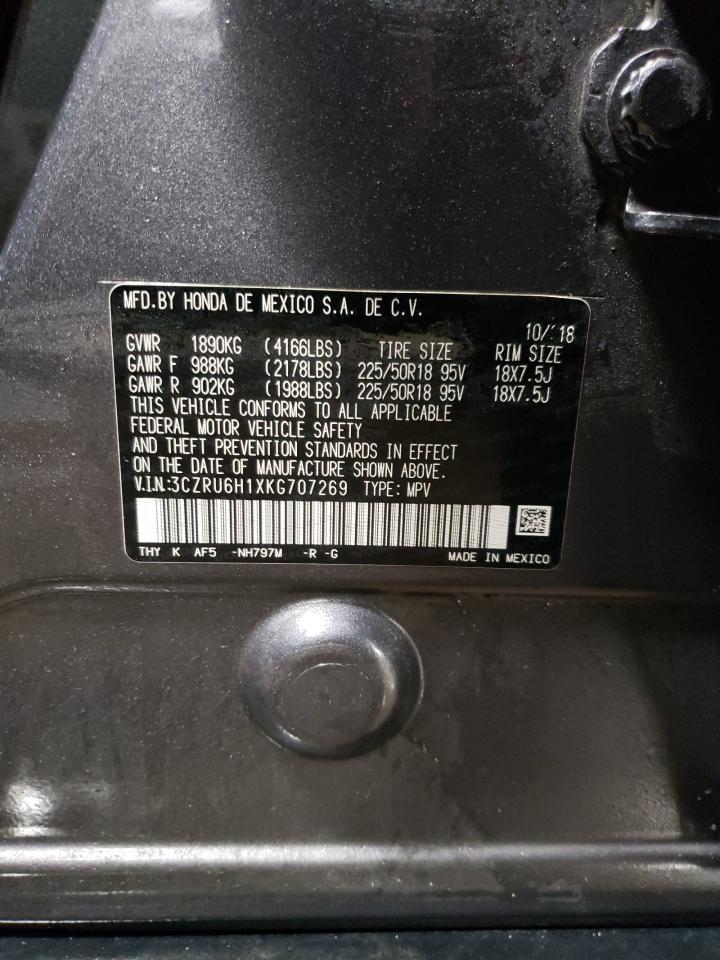 MFD.BY HONDA DE MEXICO S.A. DE C.V.
10/'18
GVWR 1890KG (4166LBS) TIRE SIZE RIM SIZE
GAWR F 988KG (2178LBS) 225/50R18 95V 18X7.5J
GAWR R 902KG (1988LBS) 225/50R18 95V 18X7.5J
THIS VEHICLE CONFORMS TO ALL APPLICABLE
FEDERAL MOTOR VEHICLE SAFETY
AND THEFT PREVENTION STANDARDS IN EFFECT
ON THE DATE OF MANUFACTURE SHOWN ABOVE.
V.I.N.:3CZRU6H1XKG707269 TYPE: MPV
THY K AF5 -NH797M -R -G MADE IN MEXICO